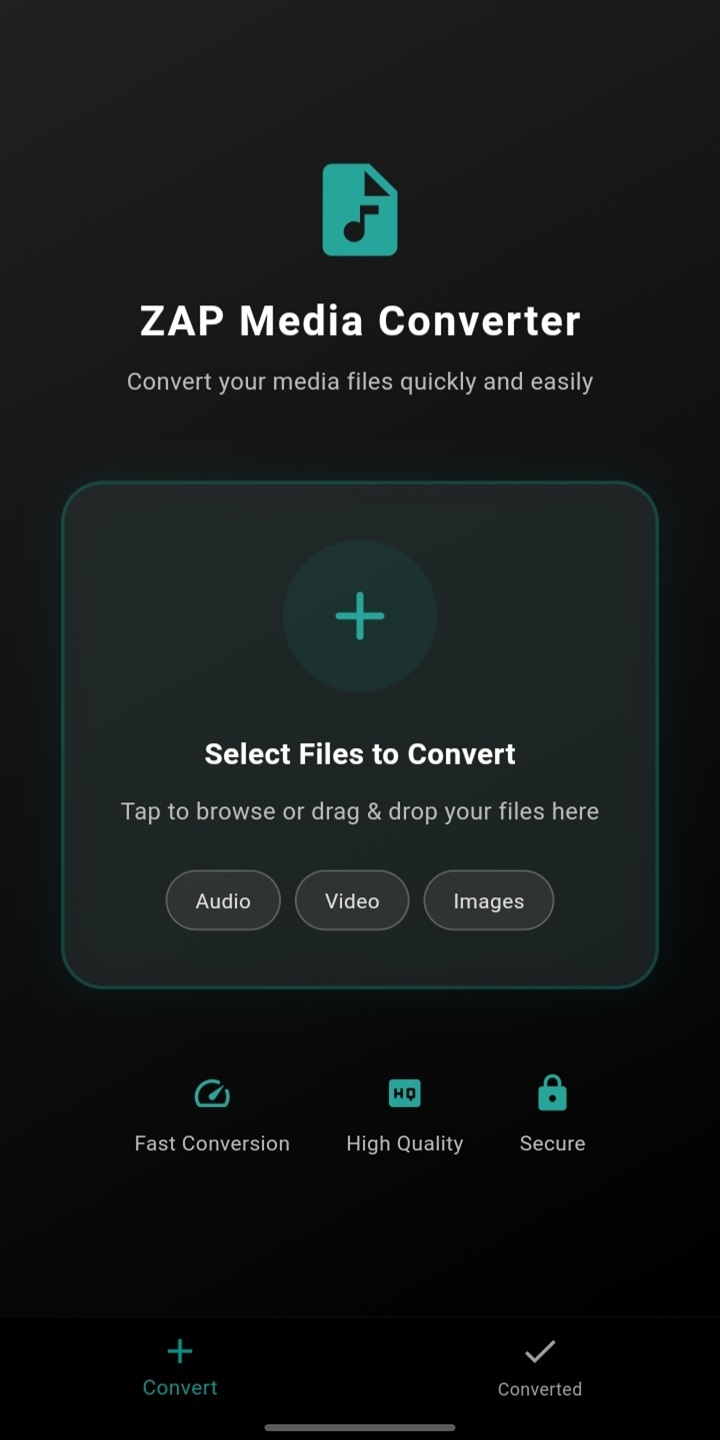 ZAP Media Converter
Convert your media files quickly and easily
Select Files to Convert
Tap to browse or drag & drop your files here
Audio Video Images
HQ
Fast Conversion High Quality Secure
Convert Converted